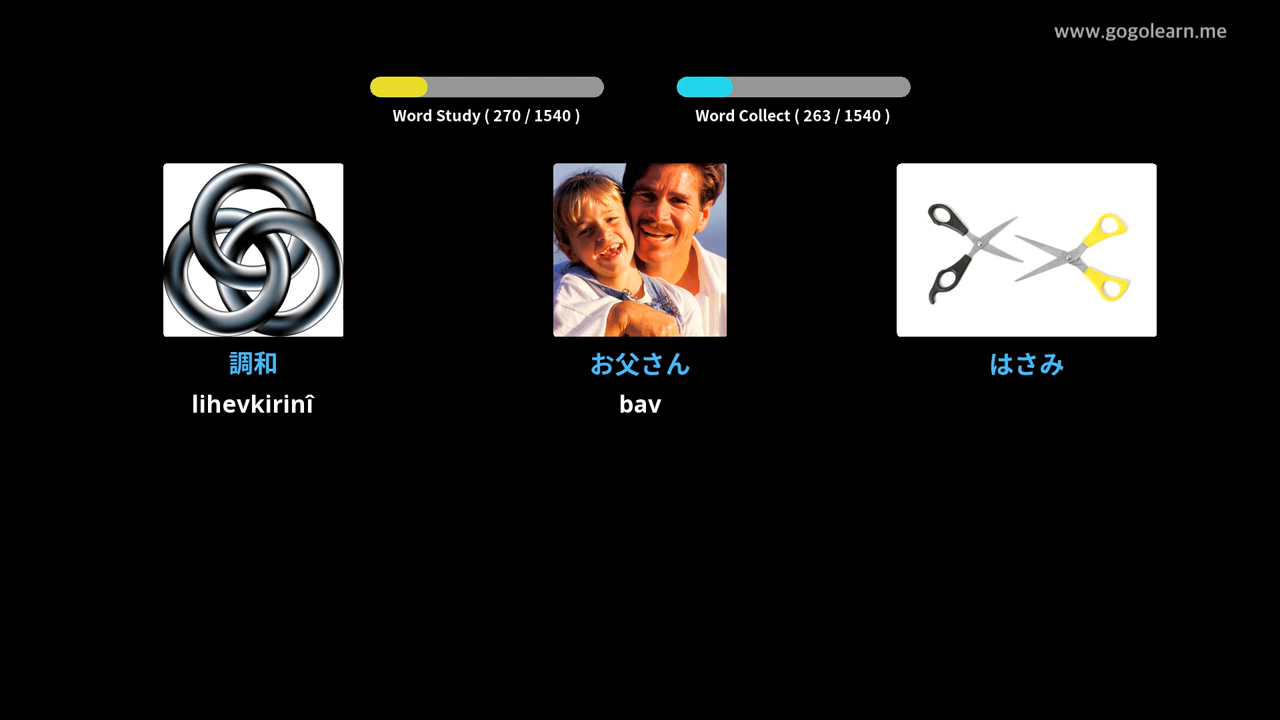 www.gogolearn.me
Word Study ( 270 / 1540 )
Word Collect ( 263 / 1540 )
調和
お父さん
はさみ
lihevkirinî
bav